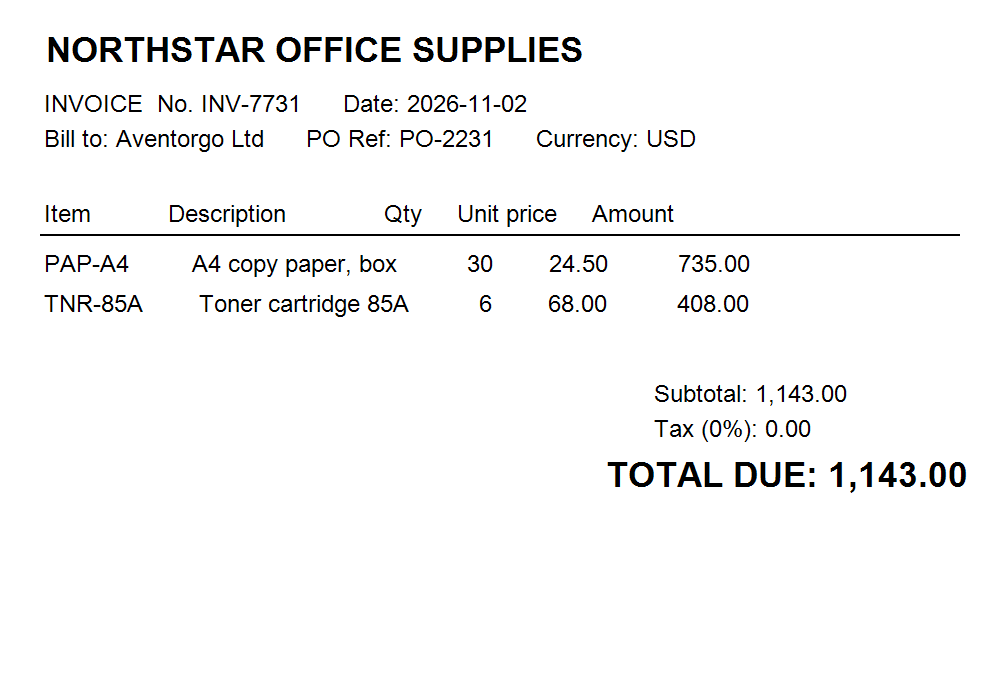 NORTHSTAR OFFICE SUPPLIES
INVOICE No. INV-7731 Date: 2026-11-02
Bill to: Aventorgo Ltd PO Ref: PO-2231 Currency: USD
Item Description Qty Unit price Amount
PAP-A4 A4 copy paper, box 30 24.50 735.00
TNR-85A Toner cartridge 85A 6 68.00 408.00
Subtotal: 1,143.00
Tax (0%): 0.00
TOTAL DUE: 1,143.00